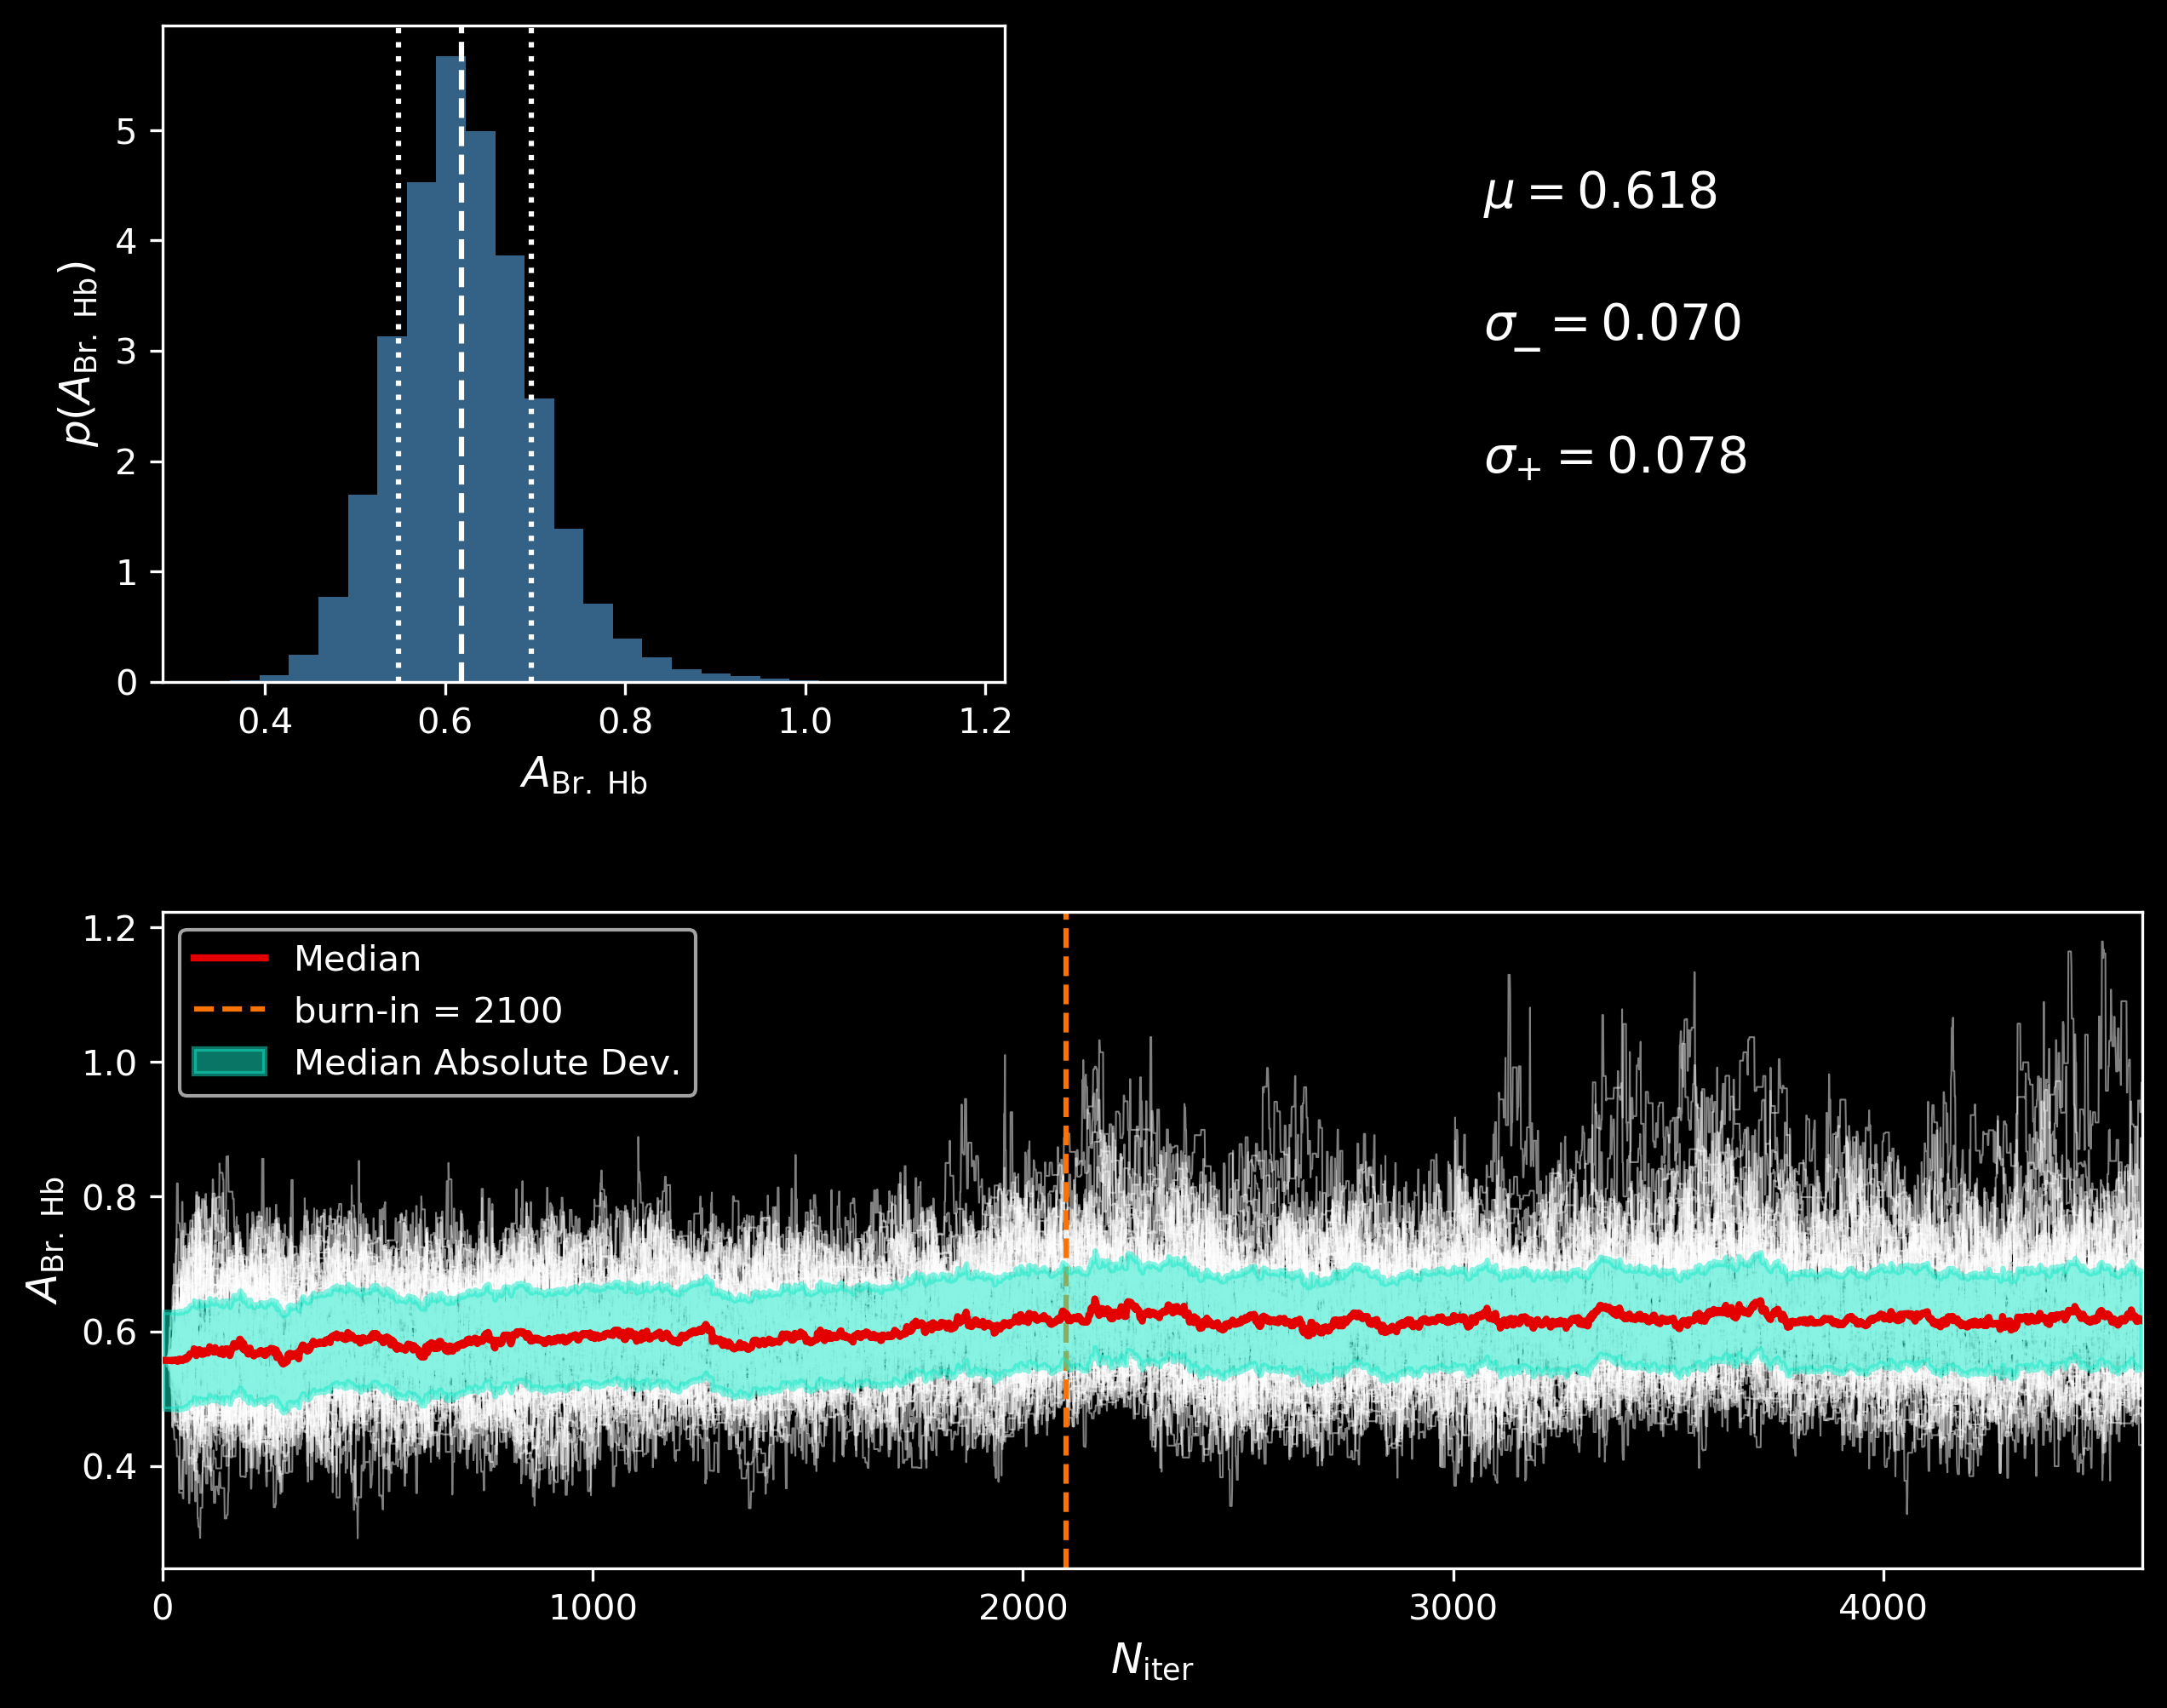 5
4
3
2
1
0
p(A_Br. Hb)
0.4 0.6 0.8 1.0 1.2
A_Br. Hb
μ = 0.618
σ_− = 0.070
σ_+ = 0.078
1.2
1.0
0.8
0.6
0.4
A_Br. Hb
Median
burn-in = 2100
Median Absolute Dev.
0 1000 2000 3000 4000
N_iter